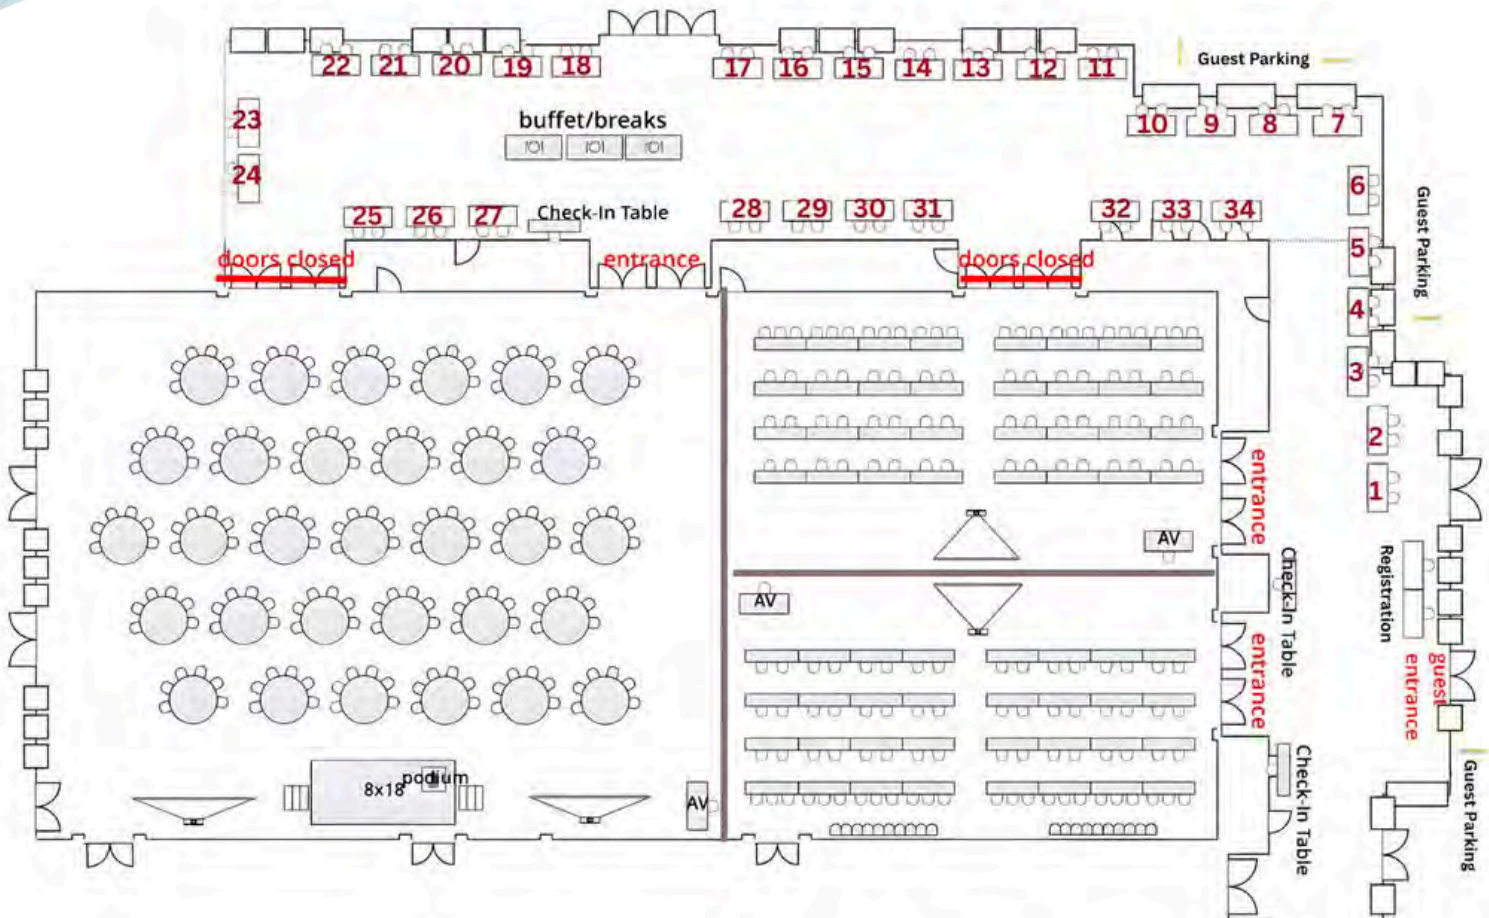 Guest Parking
22 21 20 19 18 17 16 15 14 13 12 11
10 9 8 7
23
buffet/breaks
24
6
Guest Parking
25 26 27 Check-In Table 28 29 30 31 32 33 34
5
doors closed entrance doors closed
4
3
2
entrance
1
AV
Check-In Table
Registration
AV
entrance
guest
entrance
Check-In Table
Guest Parking
podium
8x18
AV